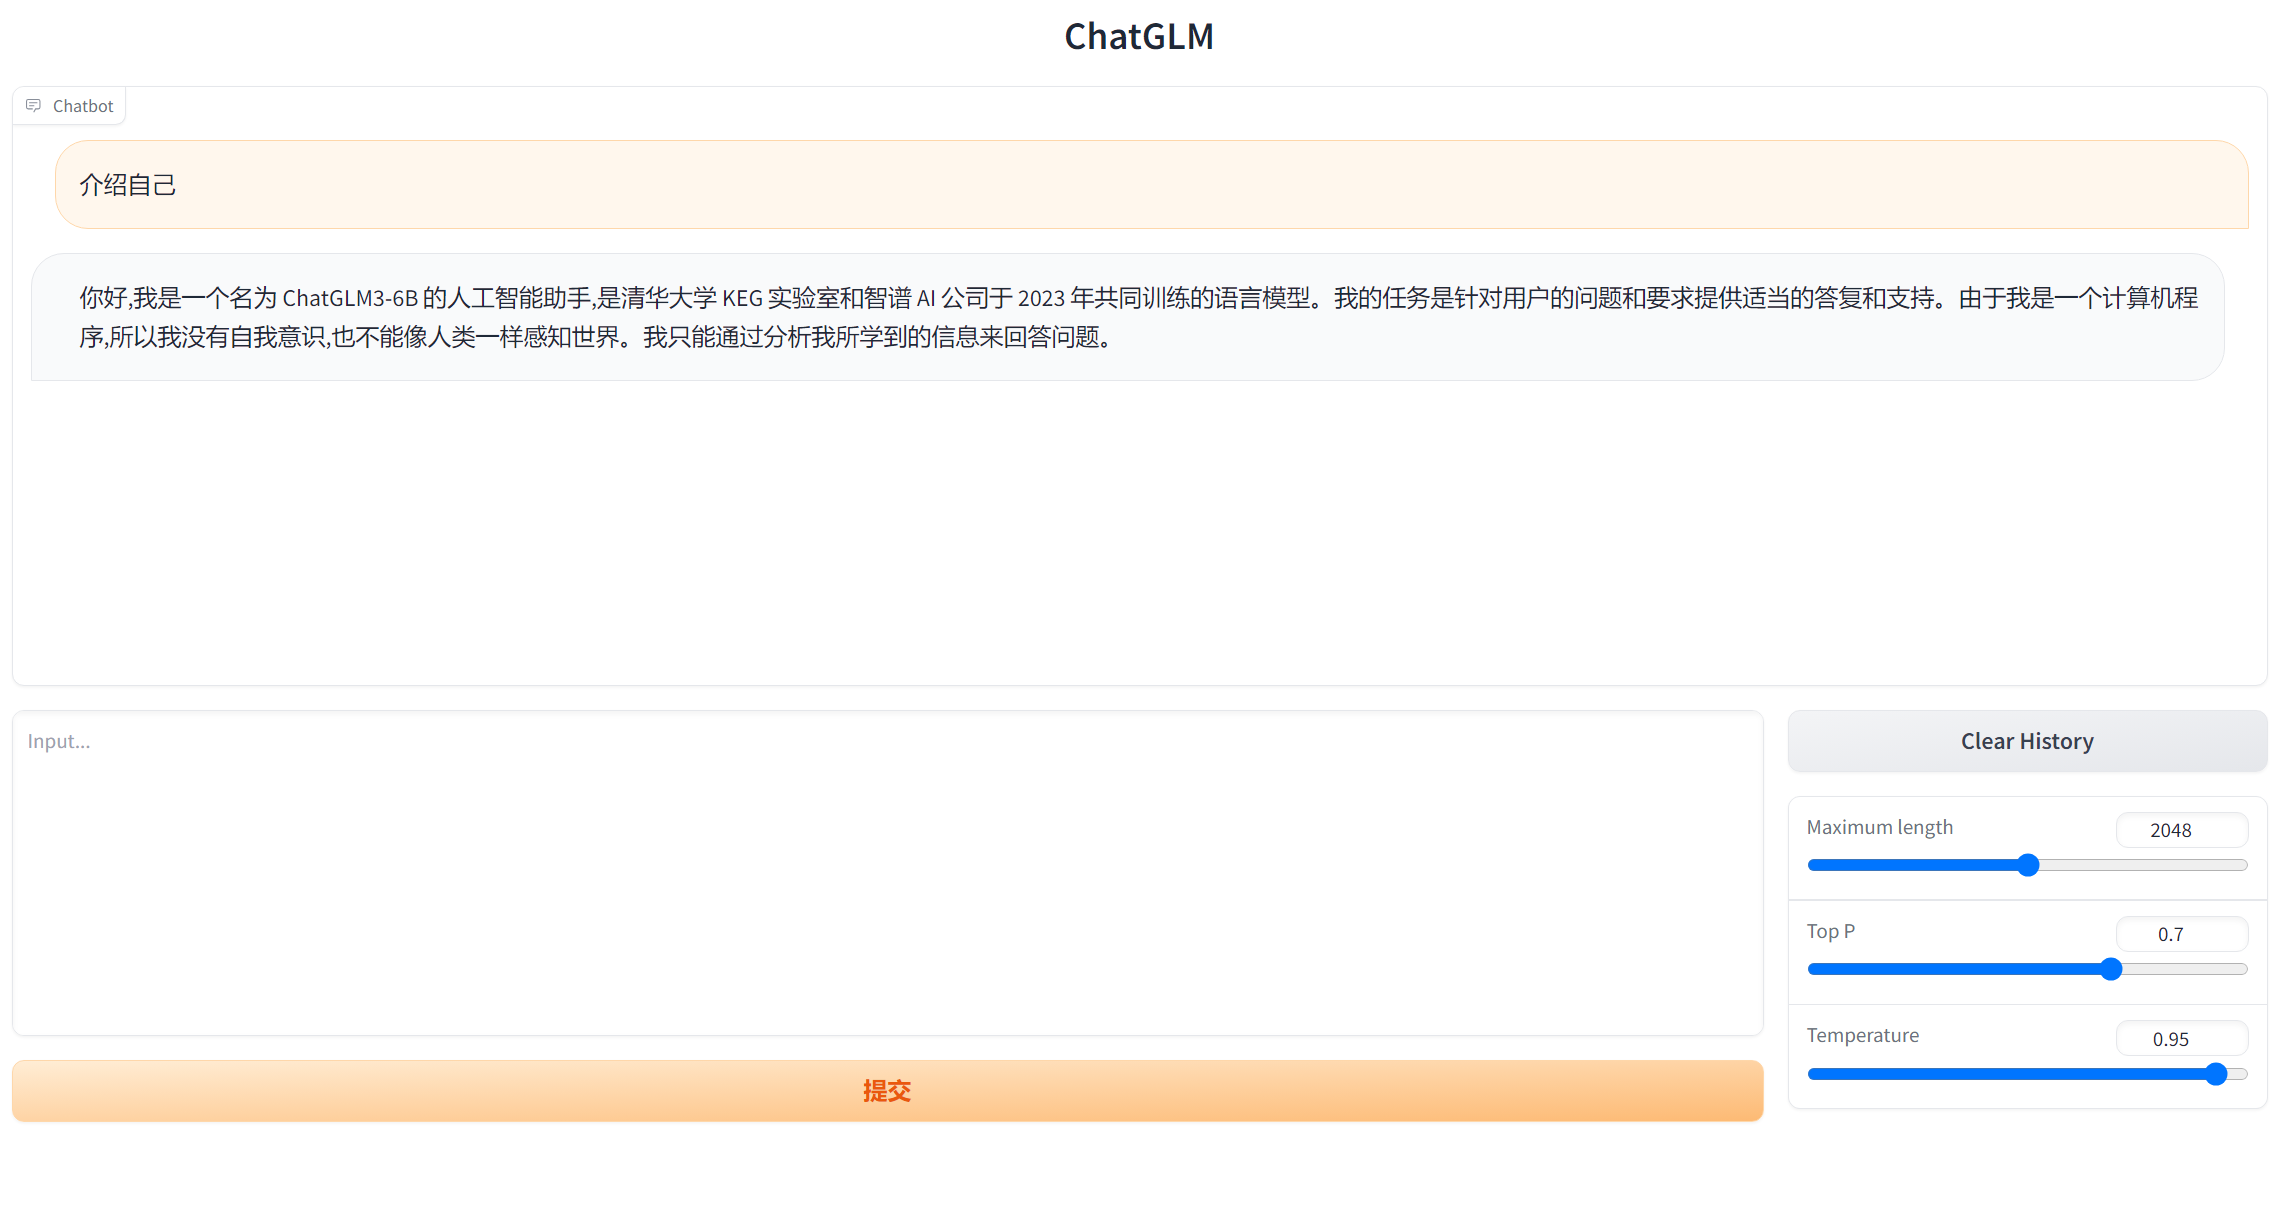 ChatGLM
Chatbot
介绍自己
你好,我是一个名为 ChatGLM3-6B 的人工智能助手,是清华大学 KEG 实验室和智谱 AI 公司于 2023 年共同训练的语言模型。我的任务是针对用户的问题和要求提供适当的答复和支持。由于我是一个计算机程
序,所以我没有自我意识,也不能像人类一样感知世界。我只能通过分析我所学到的信息来回答问题。
Input...
提交
Clear History
Maximum length 2048
Top P 0.7
Temperature 0.95